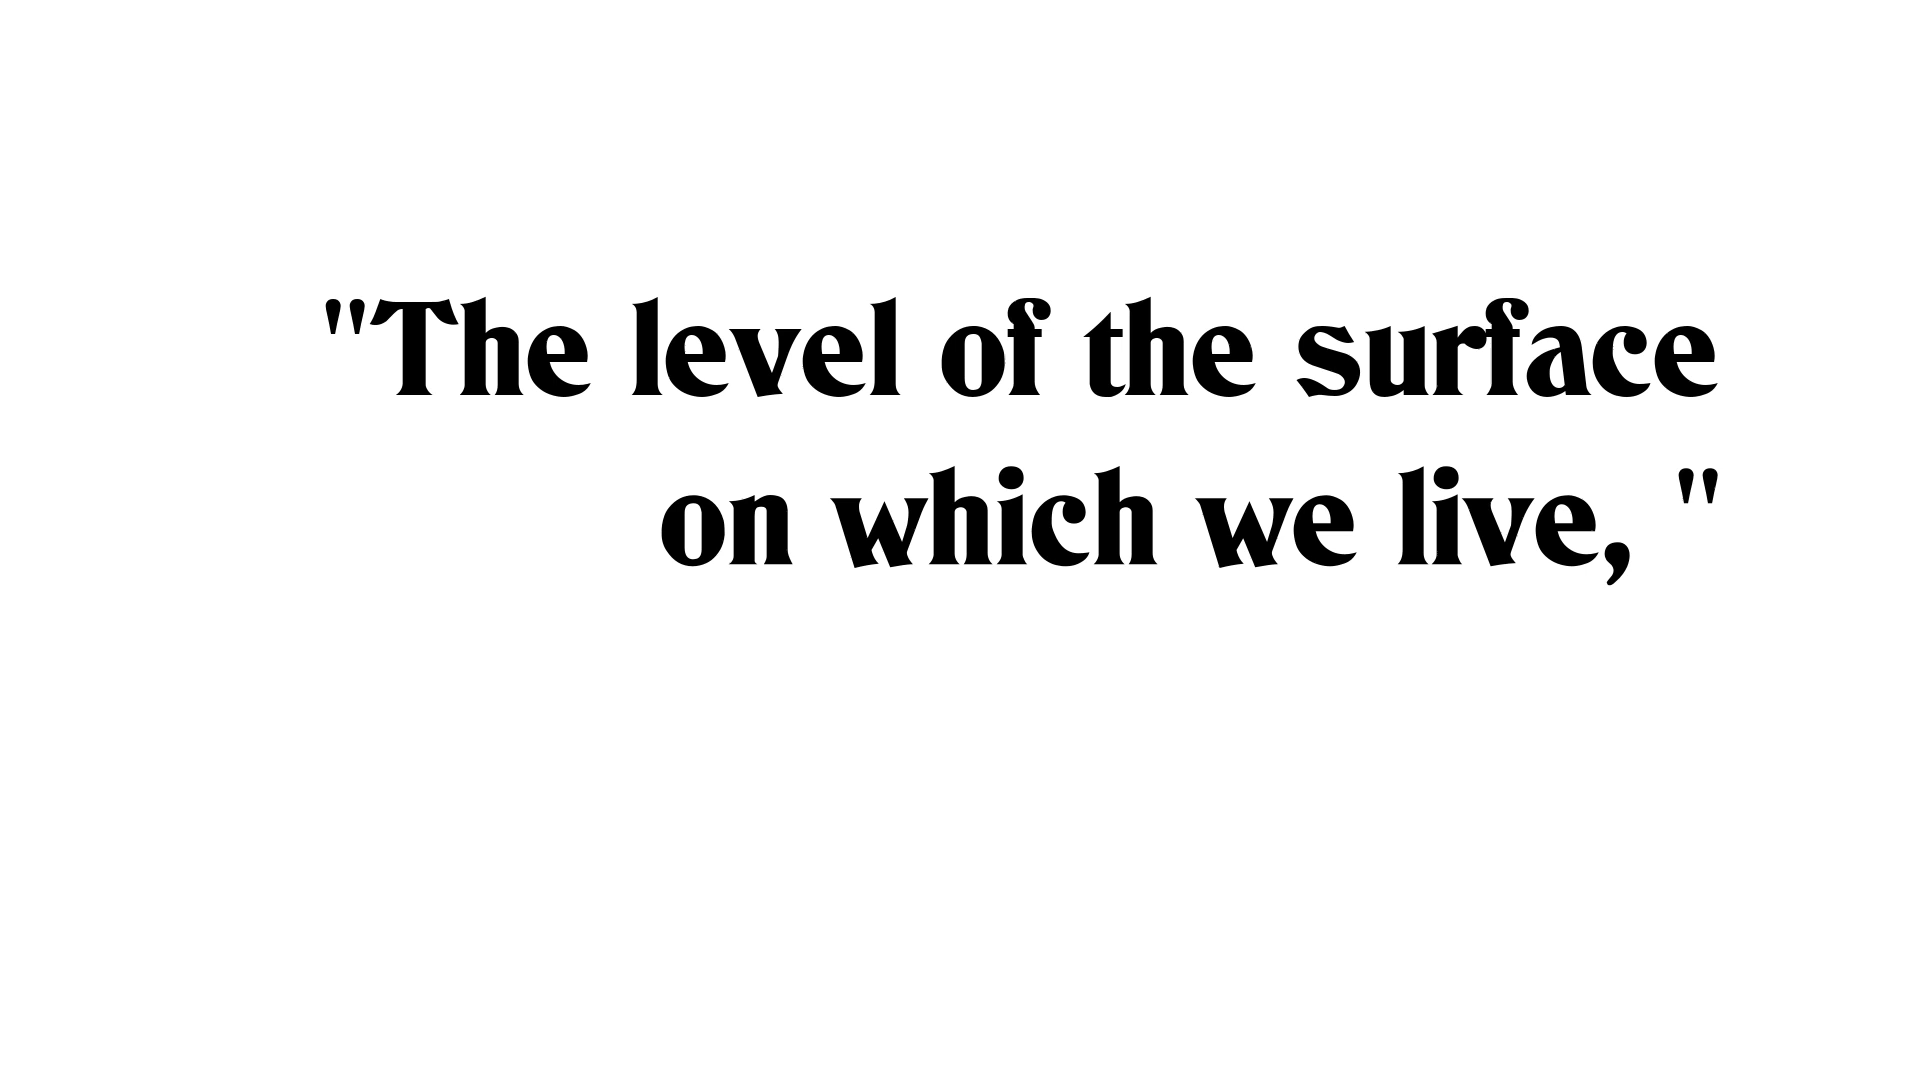 "The level of the surface
on which we live, "